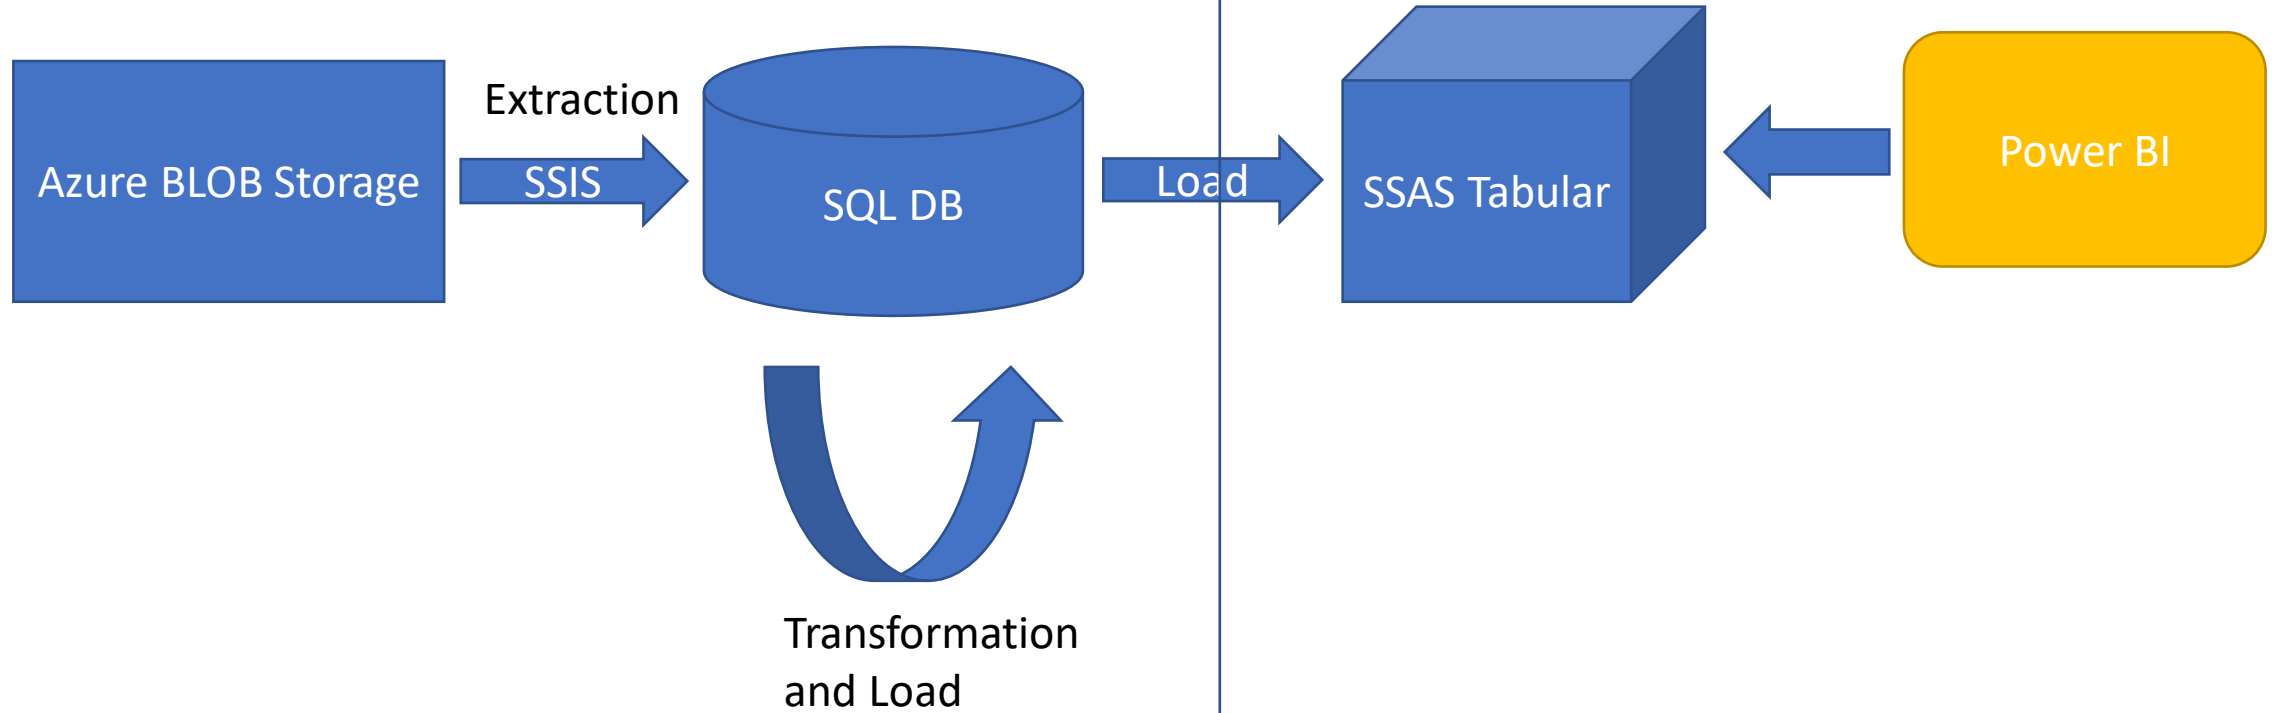 Azure BLOB Storage
Extraction
SSIS
SQL DB
Transformation
and Load
Load
SSAS Tabular
Power BI